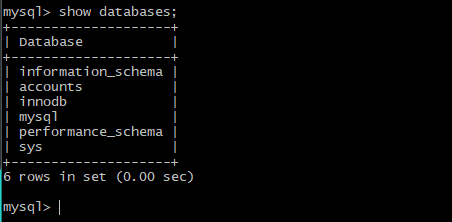 mysql> show databases;
+--------------------+
| Database           |
+--------------------+
| information_schema |
| accounts           |
| innodb             |
| mysql              |
| performance_schema |
| sys                |
+--------------------+
6 rows in set (0.00 sec)
mysql>